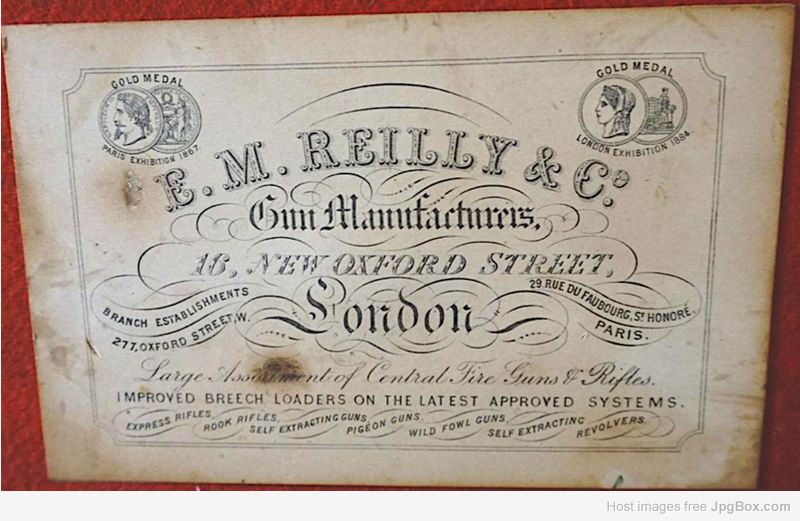 GOLD MEDAL
PARIS EXHIBITION 1867.
GOLD MEDAL
LONDON EXHIBITION 1884.
E. M. REILLY & Co.
Gun Manufacturers,
16, NEW OXFORD STREET,
London
BRANCH ESTABLISHMENTS
277, OXFORD STREET, W.
29, RUE DU FAUBOURG, St HONORÉ,
PARIS.
Large Assortment of Central Fire Guns & Rifles.
IMPROVED BREECH LOADERS ON THE LATEST APPROVED SYSTEMS.
EXPRESS RIFLES, ROOK RIFLES, SELF EXTRACTING GUNS, PIGEON GUNS, WILD FOWL GUNS, SELF EXTRACTING REVOLVERS.
Host images free JpgBox.com